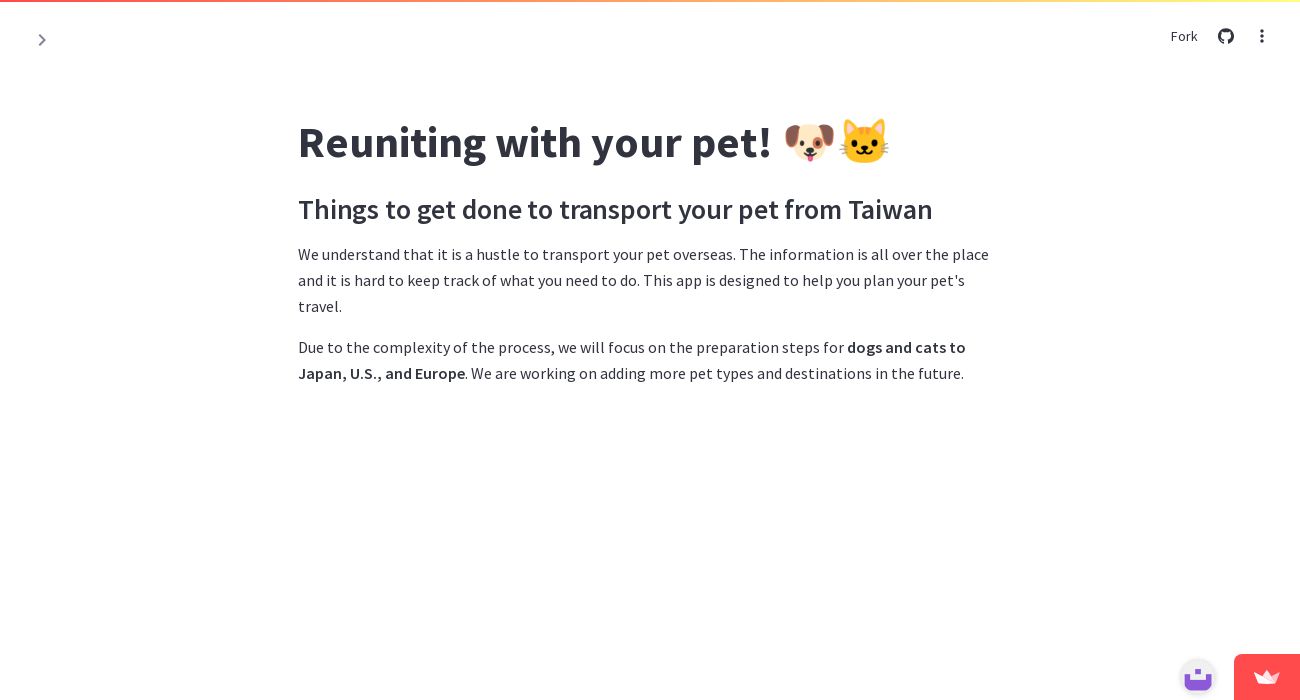 Fork
Reuniting with your pet! 🐶🐱
Things to get done to transport your pet from Taiwan
We understand that it is a hustle to transport your pet overseas. The information is all over the place
and it is hard to keep track of what you need to do. This app is designed to help you plan your pet's
travel.
Due to the complexity of the process, we will focus on the preparation steps for dogs and cats to
Japan, U.S., and Europe. We are working on adding more pet types and destinations in the future.